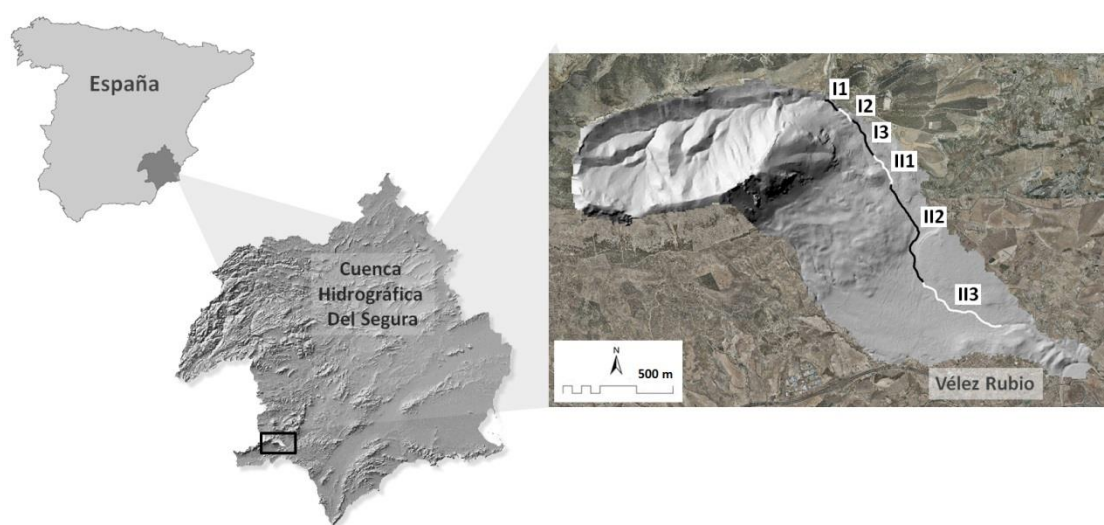 España
Cuenca
Hidrográfica
Del Segura
I1
I2
I3
II1
II2
II3
N
500 m
Vélez Rubio